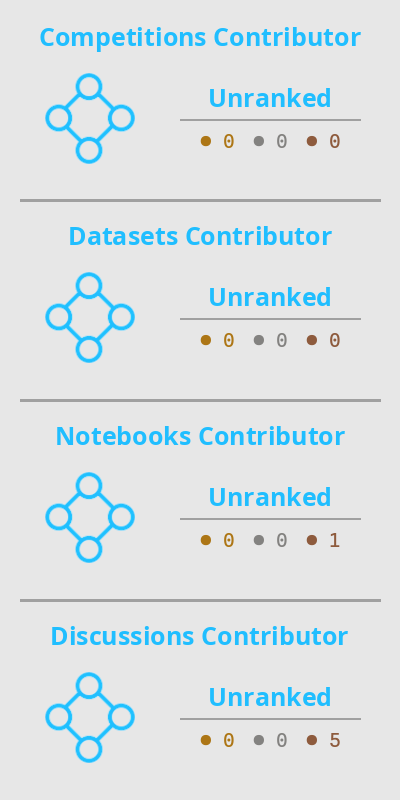 Competitions Contributor
Unranked
0 0 0
Datasets Contributor
Unranked
0 0 0
Notebooks Contributor
Unranked
0 0 1
Discussions Contributor
Unranked
0 0 5